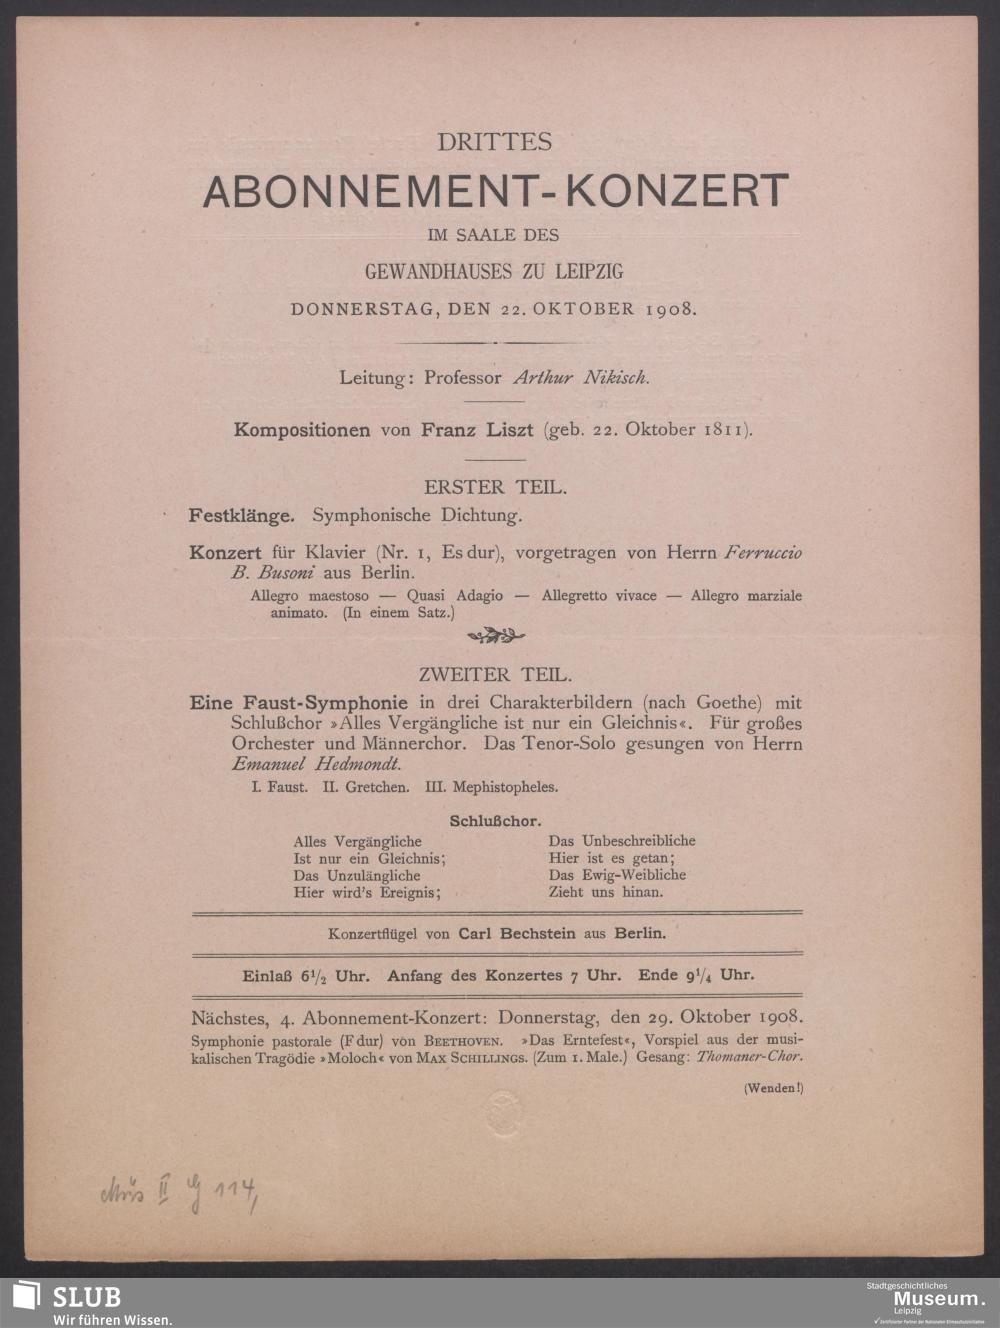 DRITTES
ABONNEMENT-KONZERT
IM SAALE DES
GEWANDHAUSES ZU LEIPZIG
DONNERSTAG, DEN 22. OKTOBER 1908.
Leitung: Professor Arthur Nikisch.
Kompositionen von Franz Liszt (geb. 22. Oktober 1811).
ERSTER TEIL.
Festklänge. Symphonische Dichtung.
Konzert für Klavier (Nr. 1, Es dur), vorgetragen von Herrn Ferruccio
B. Busoni aus Berlin.
Allegro maestoso — Quasi Adagio — Allegretto vivace — Allegro marziale
animato. (In einem Satz.)
ZWEITER TEIL.
Eine Faust-Symphonie in drei Charakterbildern (nach Goethe) mit
Schlußchor »Alles Vergängliche ist nur ein Gleichnis«. Für großes
Orchester und Männerchor. Das Tenor-Solo gesungen von Herrn
Emanuel Hedmondt.
I. Faust. II. Gretchen. III. Mephistopheles.
Schlußchor.
Alles Vergängliche
Ist nur ein Gleichnis;
Das Unzulängliche
Hier wird's Ereignis;
Das Unbeschreibliche
Hier ist es getan;
Das Ewig-Weibliche
Zieht uns hinan.
Konzertflügel von Carl Bechstein aus Berlin.
Einlaß 6½ Uhr. Anfang des Konzertes 7 Uhr. Ende 9¼ Uhr.
Nächstes, 4. Abonnement-Konzert: Donnerstag, den 29. Oktober 1908.
Symphonie pastorale (F dur) von BEETHOVEN. »Das Erntefest«, Vorspiel aus der musi-
kalischen Tragödie »Moloch« von MAX SCHILLINGS. (Zum 1. Male.) Gesang: Thomaner-Chor.
(Wenden!)
Mus II G 114,
SLUB
Wir führen Wissen.
Stadtgeschichtliches
Museum.
Leipzig
Zertifizierter Partner der Nationalen Klimaschutzinitiative